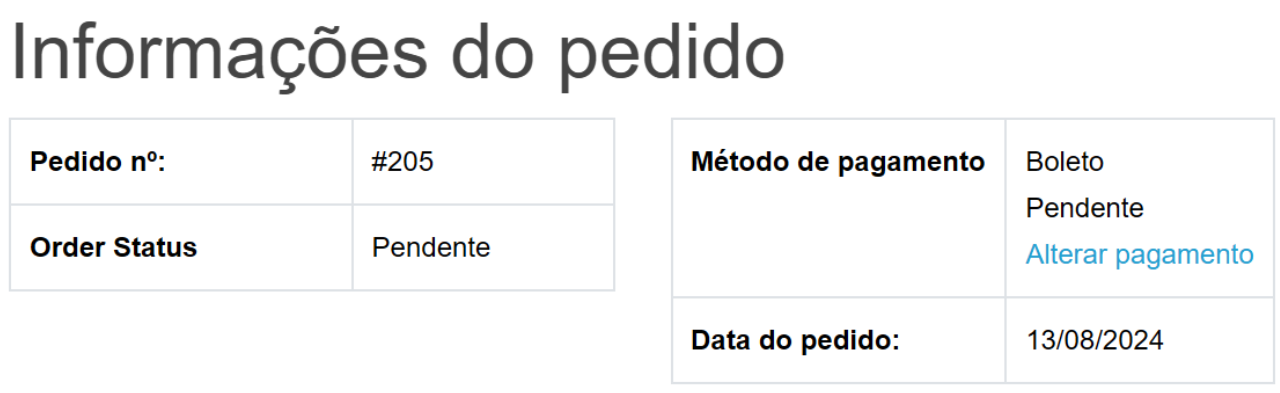 Informações do pedido
Pedido nº: #205
Order Status Pendente
Método de pagamento Boleto
Pendente
Alterar pagamento
Data do pedido: 13/08/2024